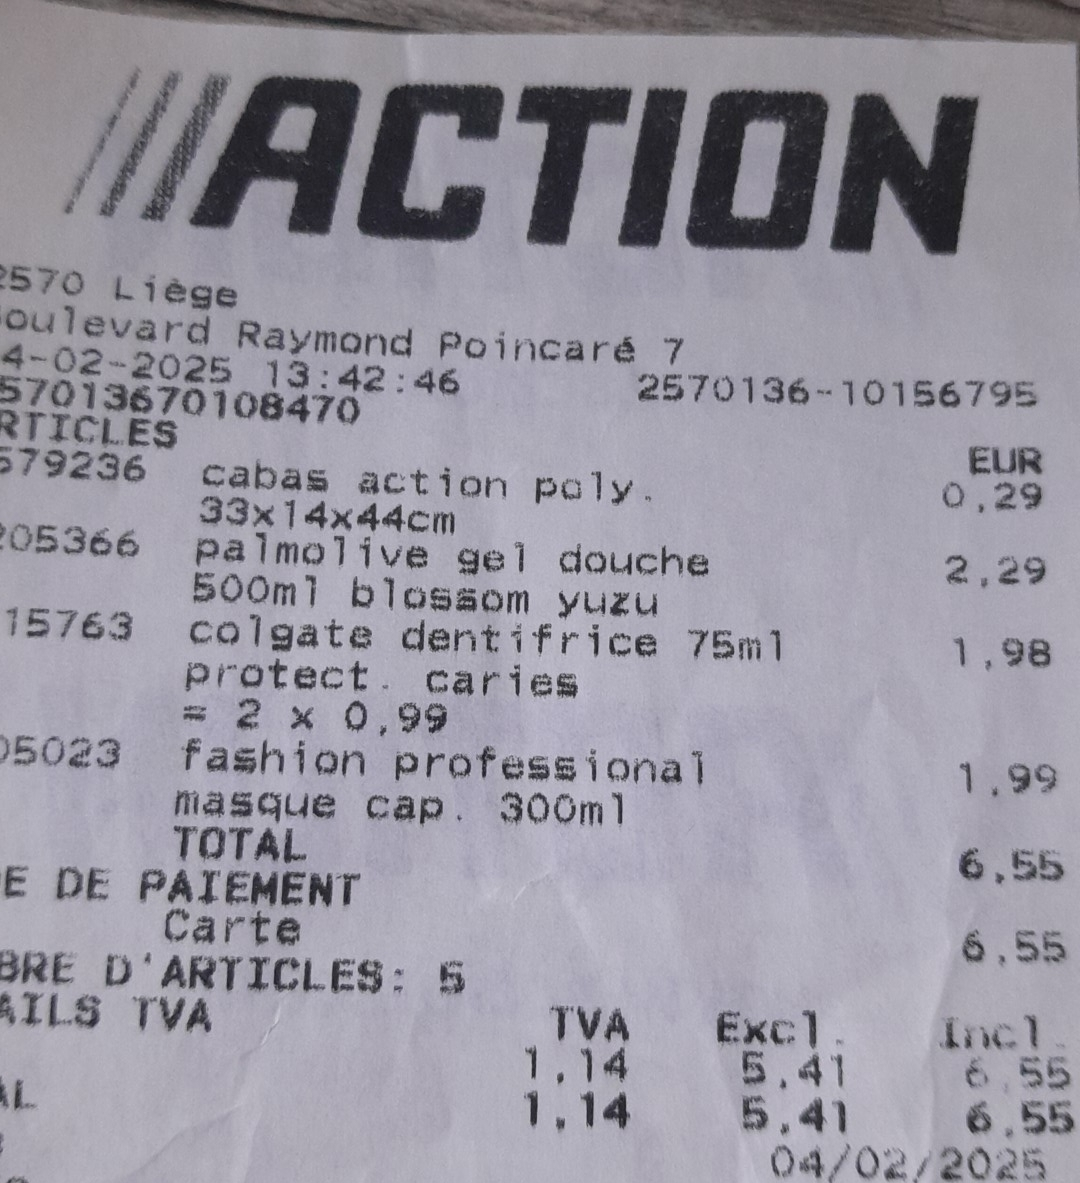 ///ACTION
2570 Liège
oulevard Raymond Poincaré 7
4-02-2025 13:42:46 2570136-10156795
57013670108470
RTICLES EUR
579236 cabas action poly. 0,29
33x14x44cm
205366 palmolive gel douche 2,29
500ml blossom yuzu
15763 colgate dentifrice 75ml 1,98
protect. caries
= 2 x 0,99
05023 fashion professional 1,99
masque cap. 300ml
TOTAL 6,55
E DE PAIEMENT
Carte 6,55
BRE D'ARTICLES: 5
AILS TVA TVA Excl. Incl.
1,14 5,41 6,55
AL 1,14 5,41 6,55
04/02/2025